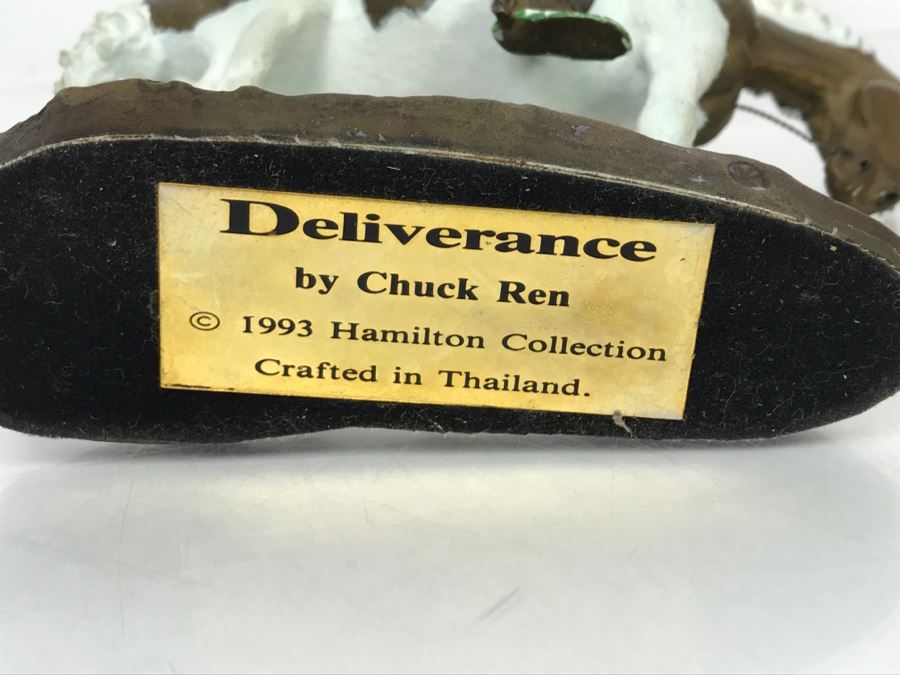 Deliverance
by Chuck Ren
© 1993 Hamilton Collection
Crafted in Thailand.